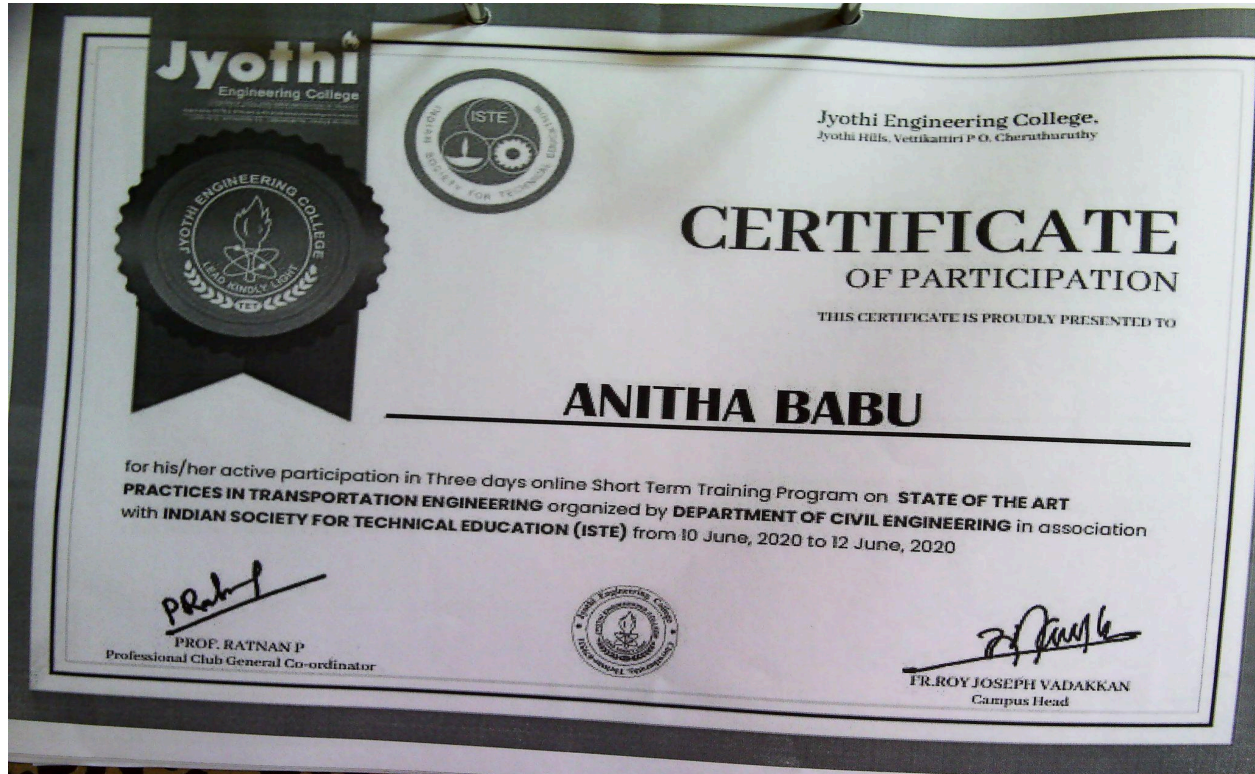 Jyothi
Engineering College
INDIAN SOCIETY FOR TECHNICAL EDUCATION
ISTE
JYOTHI ENGINEERING COLLEGE
LEAD KINDLY LIGHT
TET
Jyothi Engineering College,
Jyothi Hills, Vettikattiri P O, Cheruthuruthy
CERTIFICATE
OF PARTICIPATION
THIS CERTIFICATE IS PROUDLY PRESENTED TO
ANITHA BABU
for his/her active participation in Three days online Short Term Training Program on STATE OF THE ART
PRACTICES IN TRANSPORTATION ENGINEERING organized by DEPARTMENT OF CIVIL ENGINEERING in association
with INDIAN SOCIETY FOR TECHNICAL EDUCATION (ISTE) from 10 June, 2020 to 12 June, 2020
PROF. RATNAN P
Professional Club General Co-ordinator
Jyothi Engineering College
FR.ROY JOSEPH VADAKKAN
Campus Head